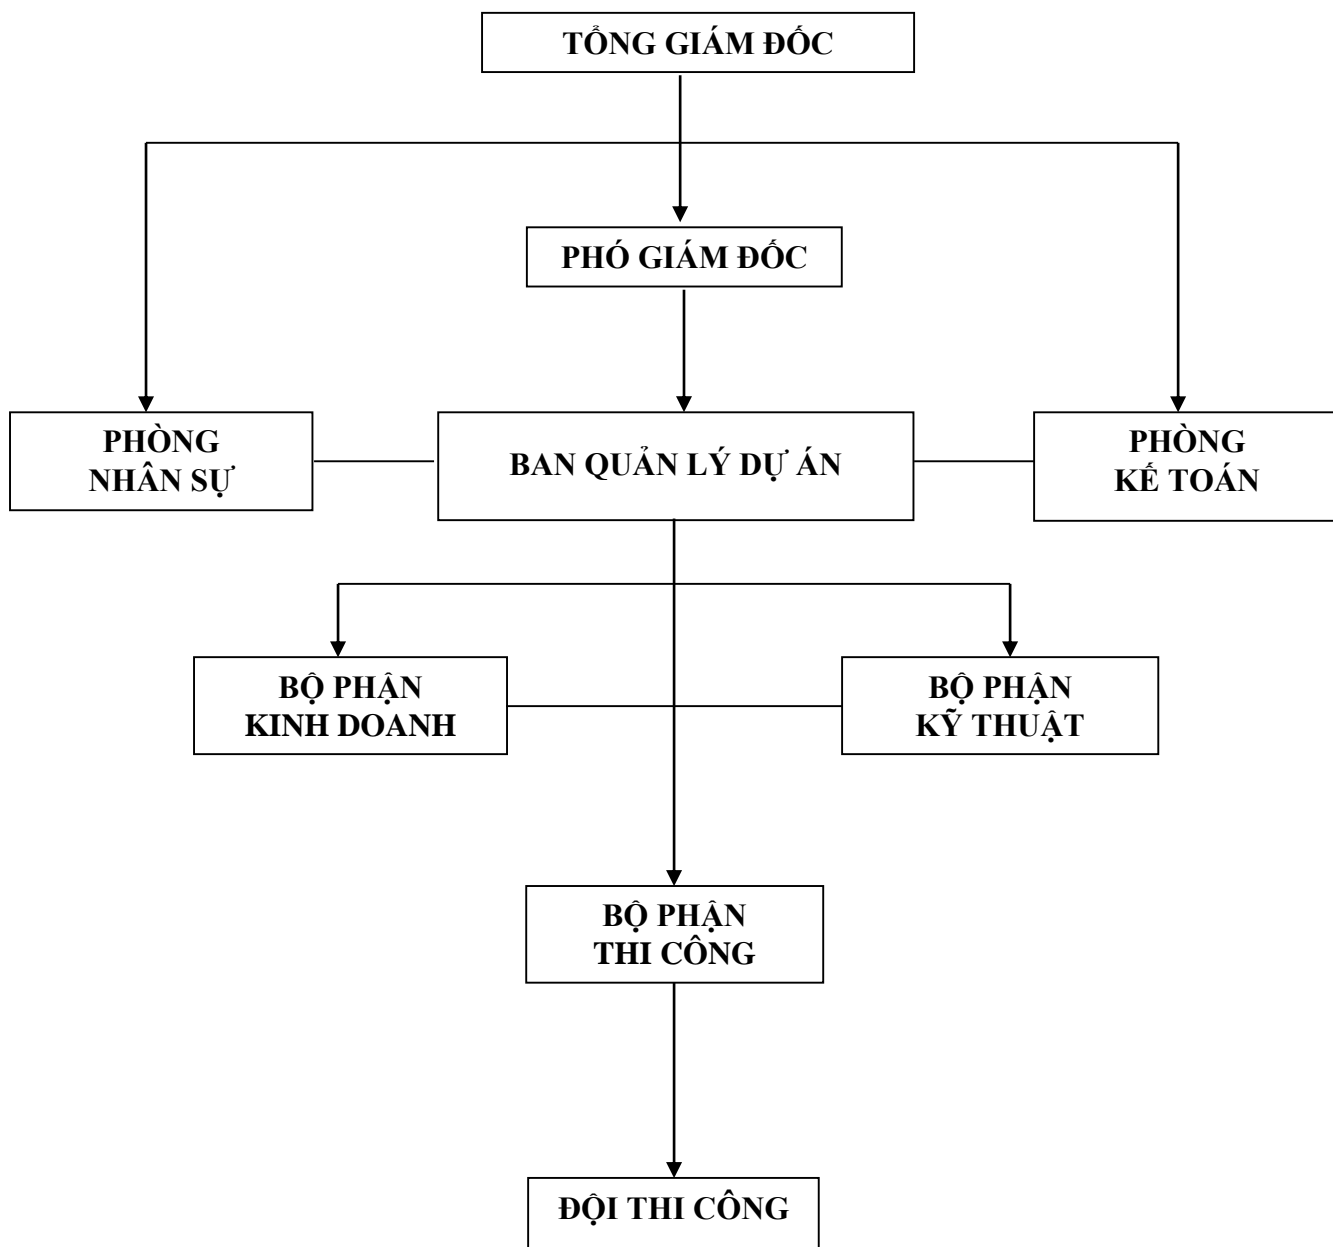 TỔNG GIÁM ĐỐC
PHÓ GIÁM ĐỐC
PHÒNG
NHÂN SỰ
BAN QUẢN LÝ DỰ ÁN
PHÒNG
KẾ TOÁN
BỘ PHẬN
KINH DOANH
BỘ PHẬN
KỸ THUẬT
BỘ PHẬN
THI CÔNG
ĐỘI THI CÔNG